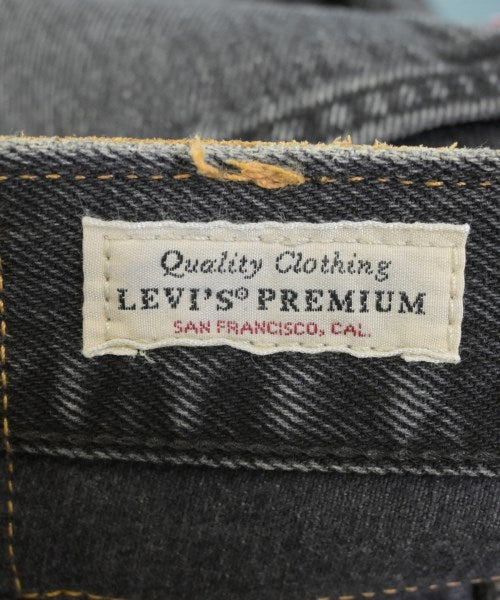 Quality Clothing
LEVI'S® PREMIUM
SAN FRANCISCO, CAL.